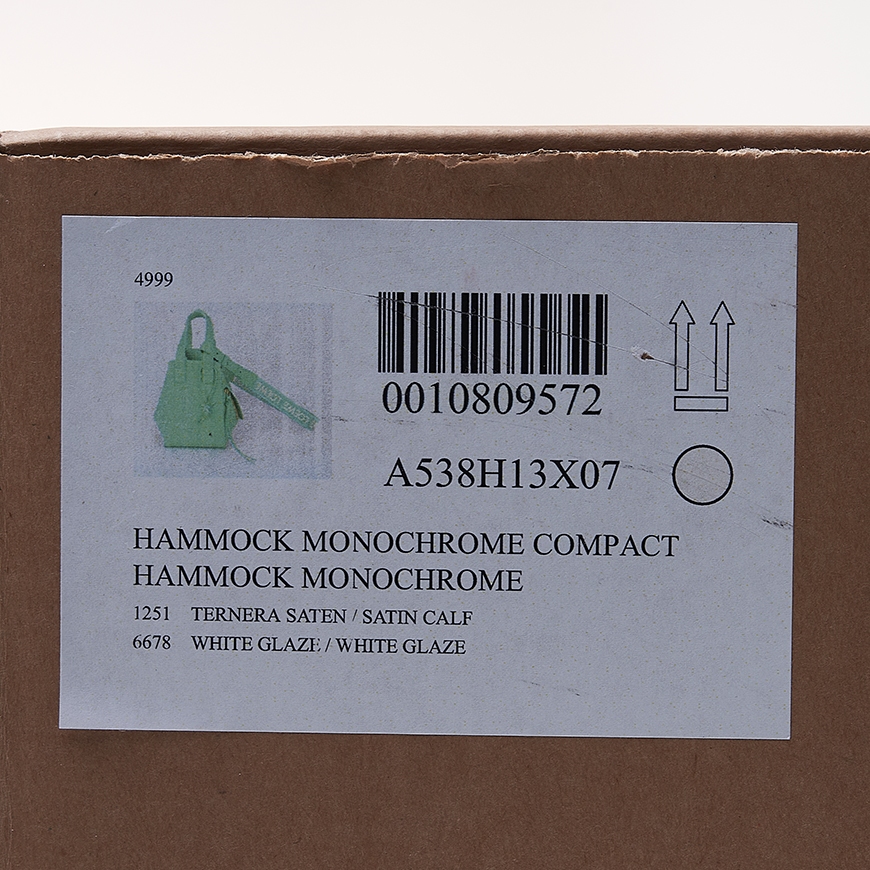 4999
0010809572
A538H13X07
HAMMOCK MONOCHROME COMPACT
HAMMOCK MONOCHROME
1251 TERNERA SATEN / SATIN CALF
6678 WHITE GLAZE / WHITE GLAZE